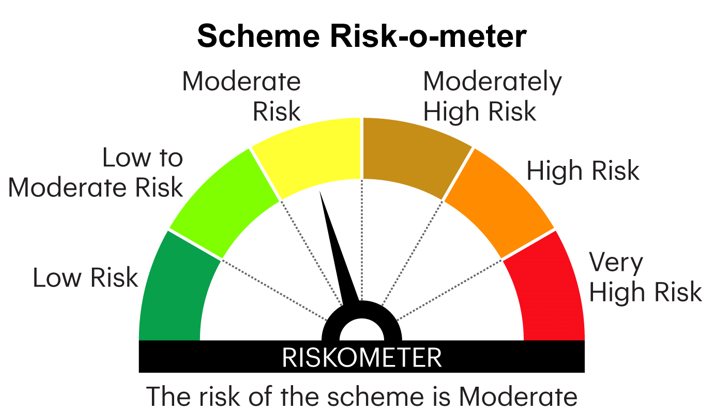 Scheme Risk-o-meter
Moderate
Risk
Moderately
High Risk
Low to
Moderate Risk
High Risk
Low Risk
Very
High Risk
RISKOMETER
The risk of the scheme is Moderate